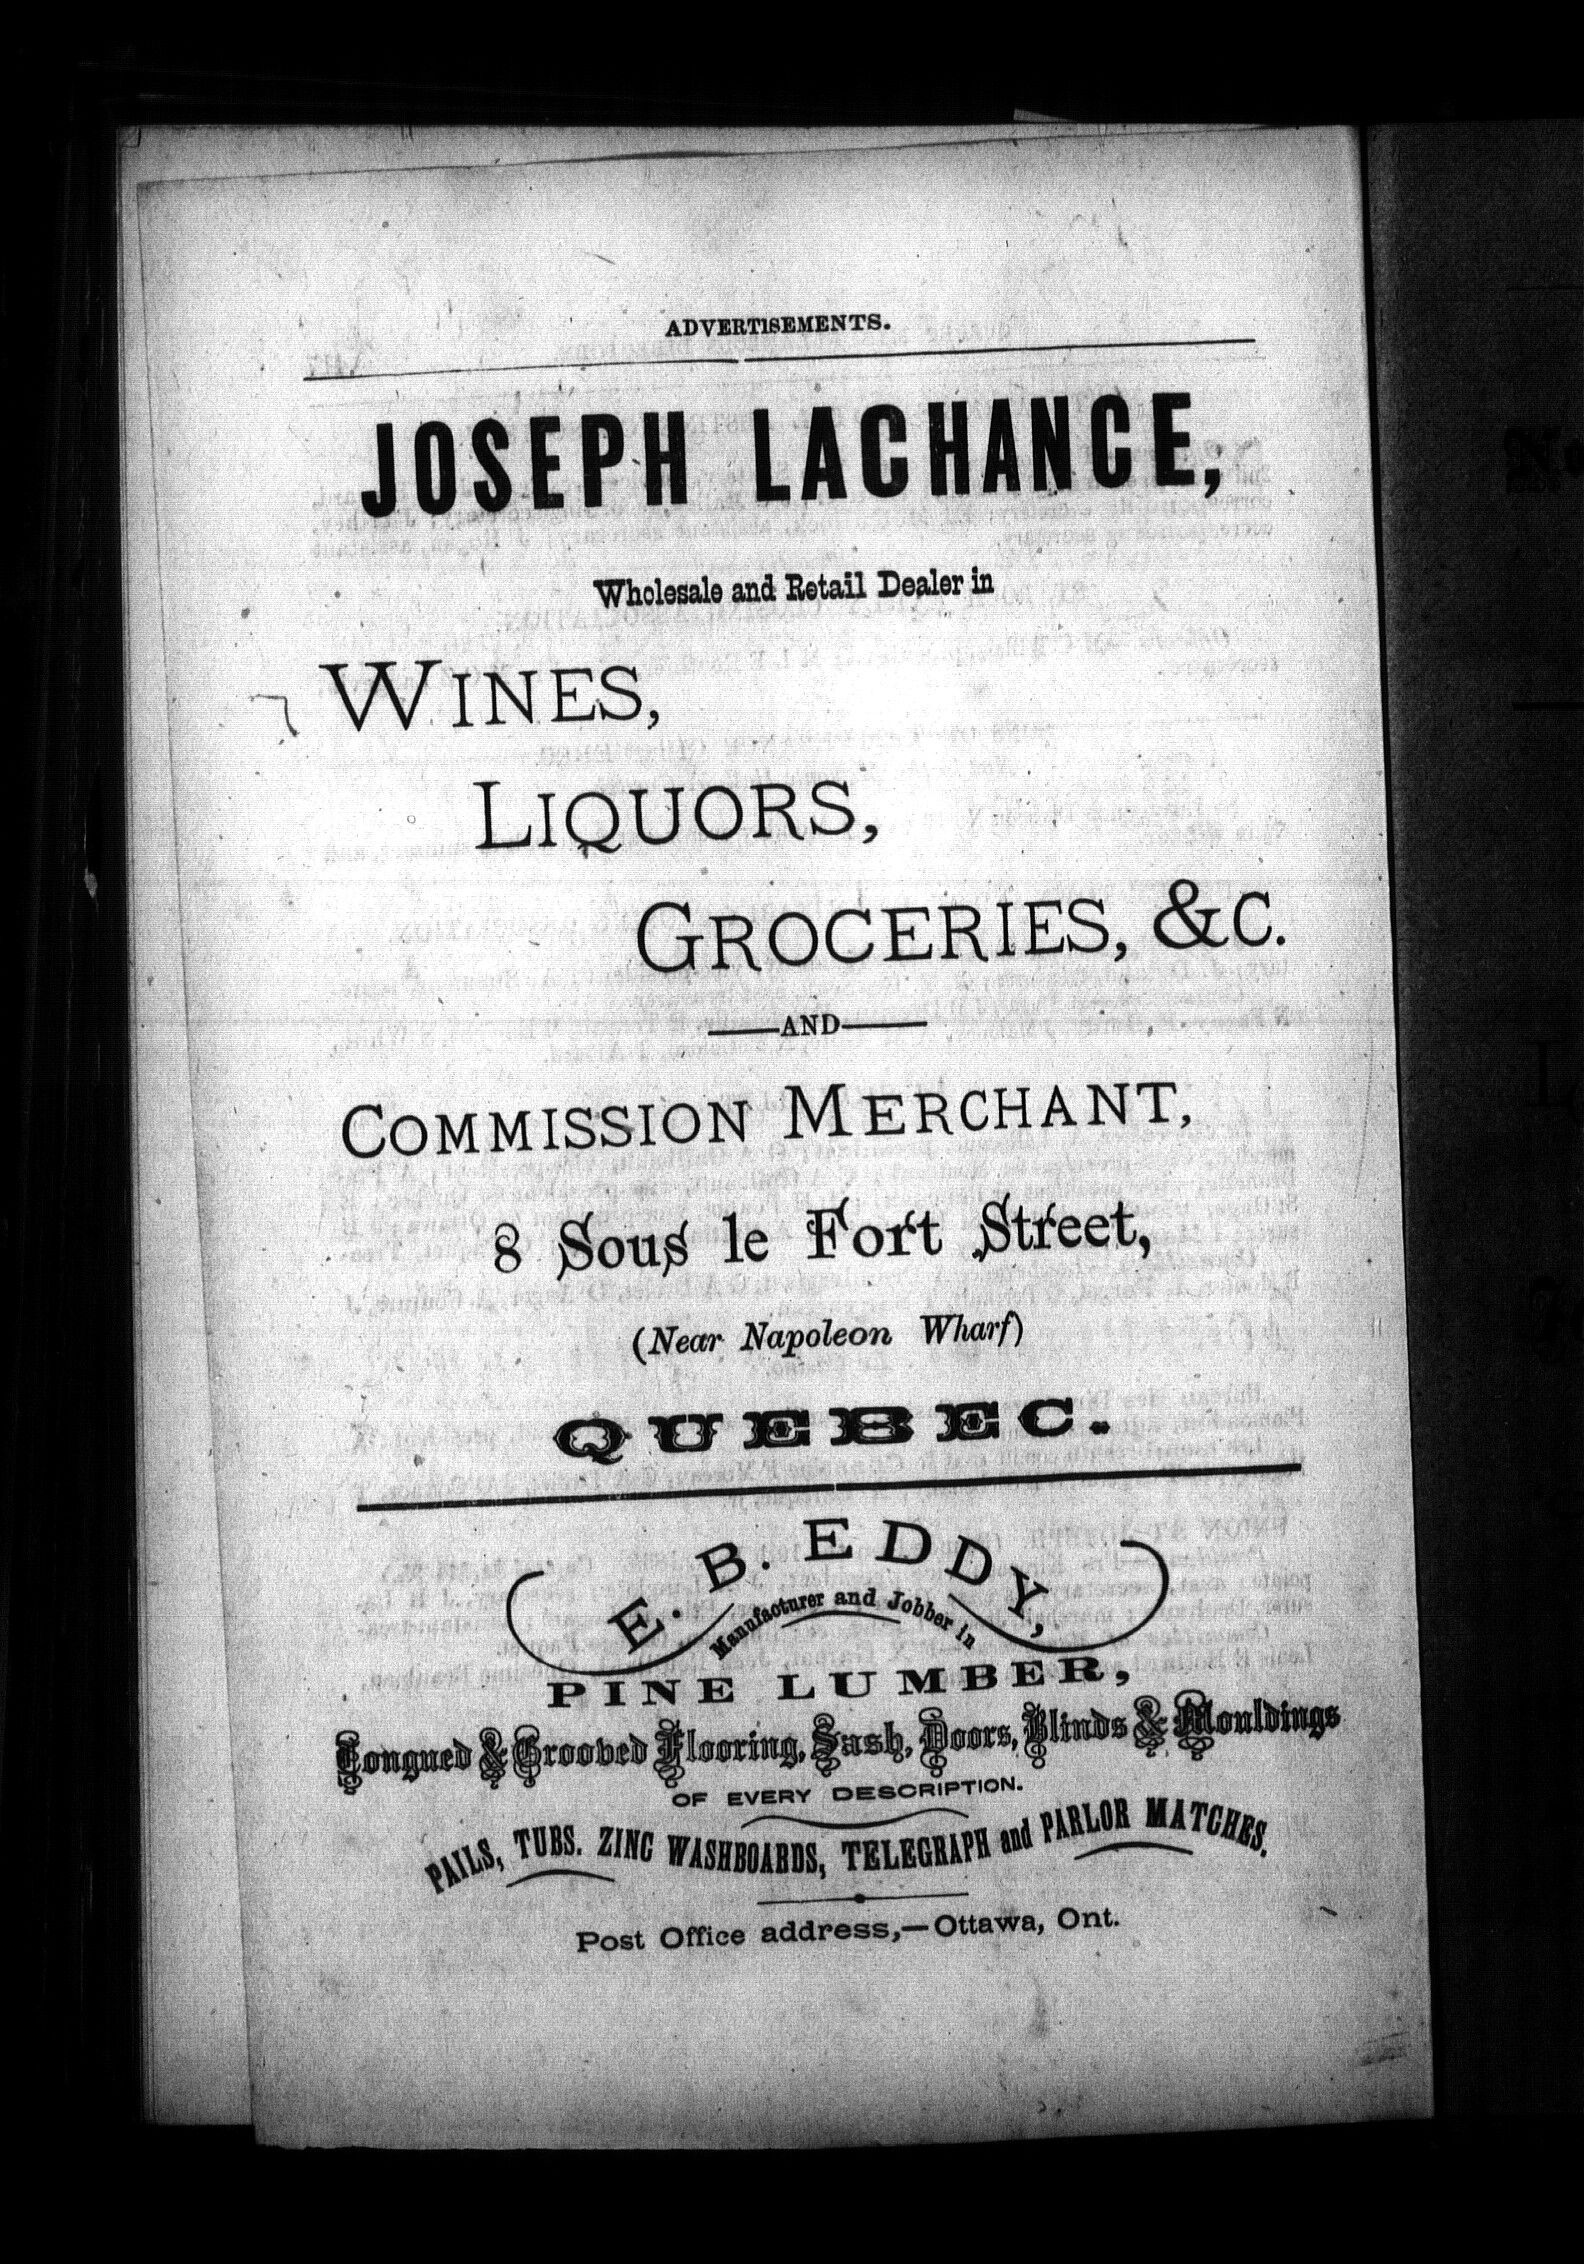 ADVERTISEMENTS.
JOSEPH LACHANCE,
Wholesale and Retail Dealer in
WINES,
LIQUORS,
GROCERIES, &C.
—AND—
COMMISSION MERCHANT,
8 Sous le Fort Street,
(Near Napoleon Wharf)
QUEBEC.
E. B. EDDY,
Manufacturer and Jobber in
PINE LUMBER,
Tongued & Grooved Flooring, Sash, Doors, Blinds & Mouldings
OF EVERY DESCRIPTION.
PAILS, TUBS. ZINC WASHBOARDS, TELEGRAPH and PARLOR MATCHES.
Post Office address,—Ottawa, Ont.